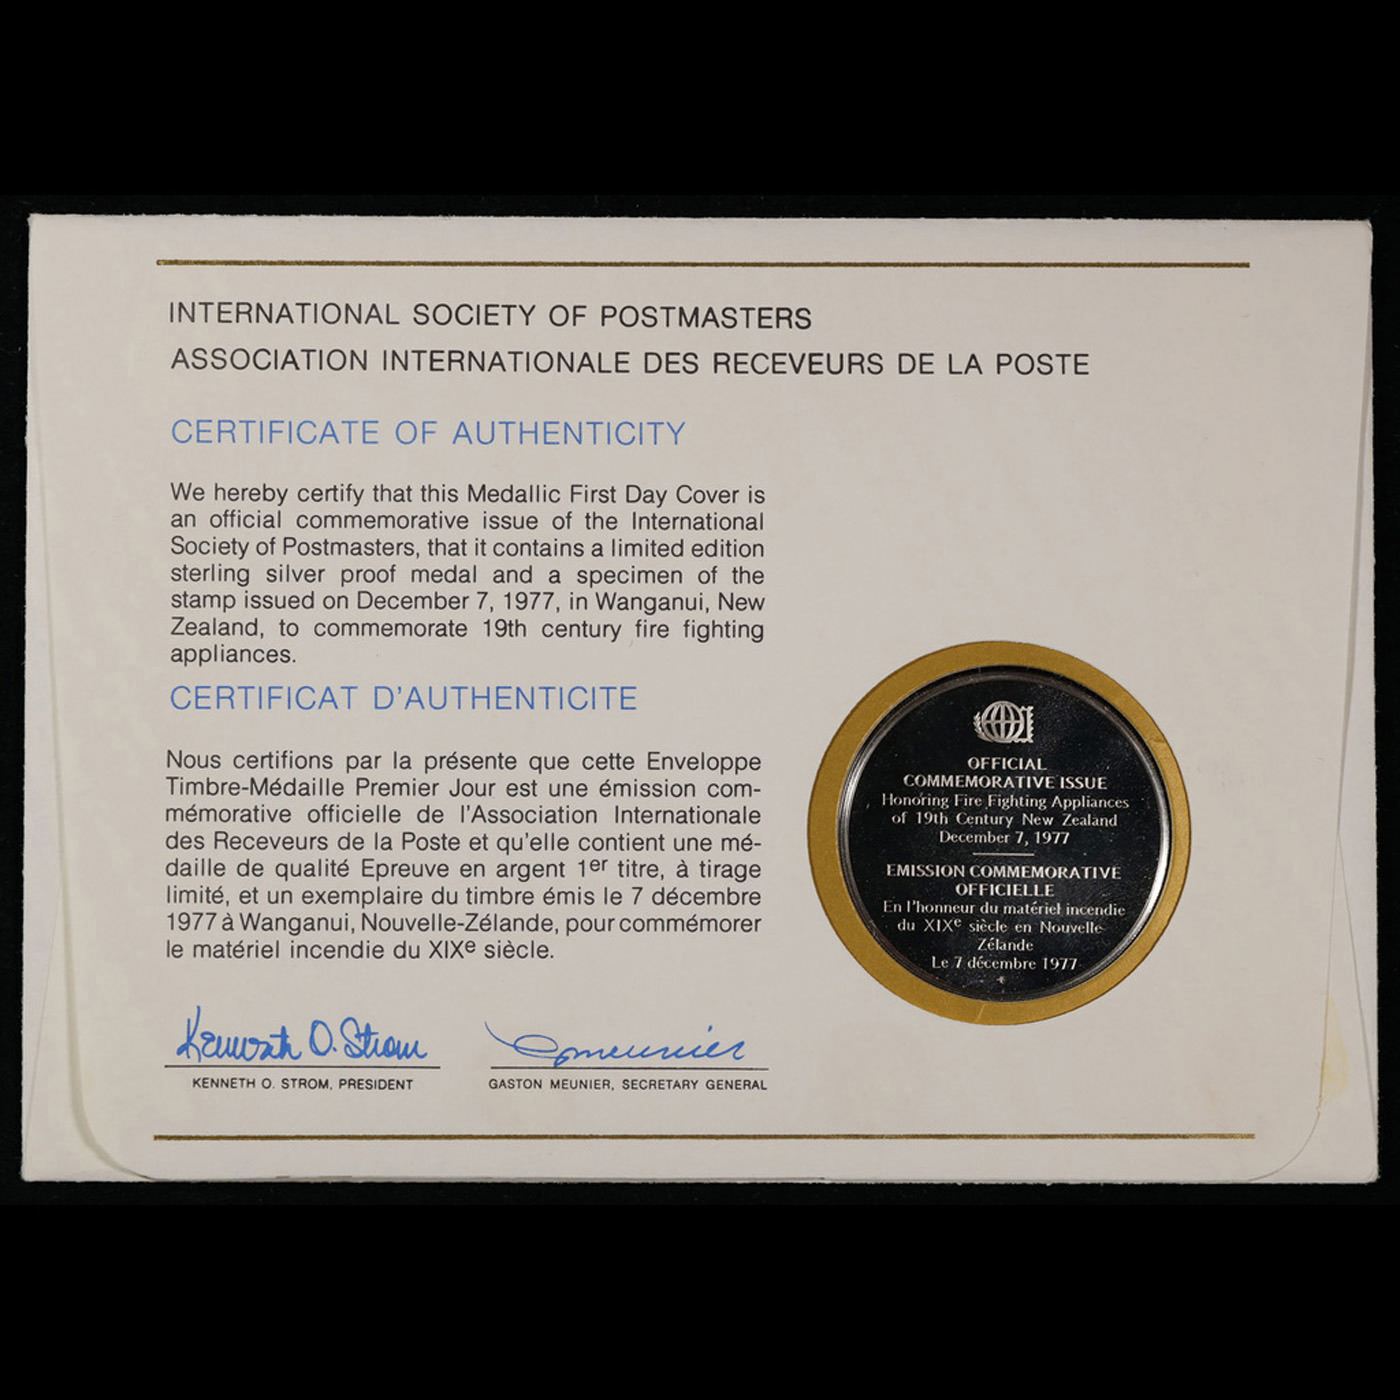 INTERNATIONAL SOCIETY OF POSTMASTERS
ASSOCIATION INTERNATIONALE DES RECEVEURS DE LA POSTE
CERTIFICATE OF AUTHENTICITY
We hereby certify that this Medallic First Day Cover is
an official commemorative issue of the International
Society of Postmasters, that it contains a limited edition
sterling silver proof medal and a specimen of the
stamp issued on December 7, 1977, in Wanganui, New
Zealand, to commemorate 19th century fire fighting
appliances.
CERTIFICAT D'AUTHENTICITE
Nous certifions par la présente que cette Enveloppe
Timbre-Médaille Premier Jour est une émission com-
mémorative officielle de l'Association Internationale
des Receveurs de la Poste et qu'elle contient une mé-
daille de qualité Epreuve en argent 1er titre, à tirage
limité, et un exemplaire du timbre émis le 7 décembre
1977 à Wanganui, Nouvelle-Zélande, pour commémorer
le matériel incendie du XIXe siècle.
Kenneth O. Strom
KENNETH O. STROM, PRESIDENT
Gmeunier
GASTON MEUNIER, SECRETARY GENERAL
OFFICIAL
COMMEMORATIVE ISSUE
Honoring Fire Fighting Appliances
of 19th Century New Zealand
December 7, 1977
EMISSION COMMEMORATIVE
OFFICIELLE
En l'honneur du matériel incendie
du XIXe siècle en Nouvelle-
Zélande
Le 7 décembre 1977